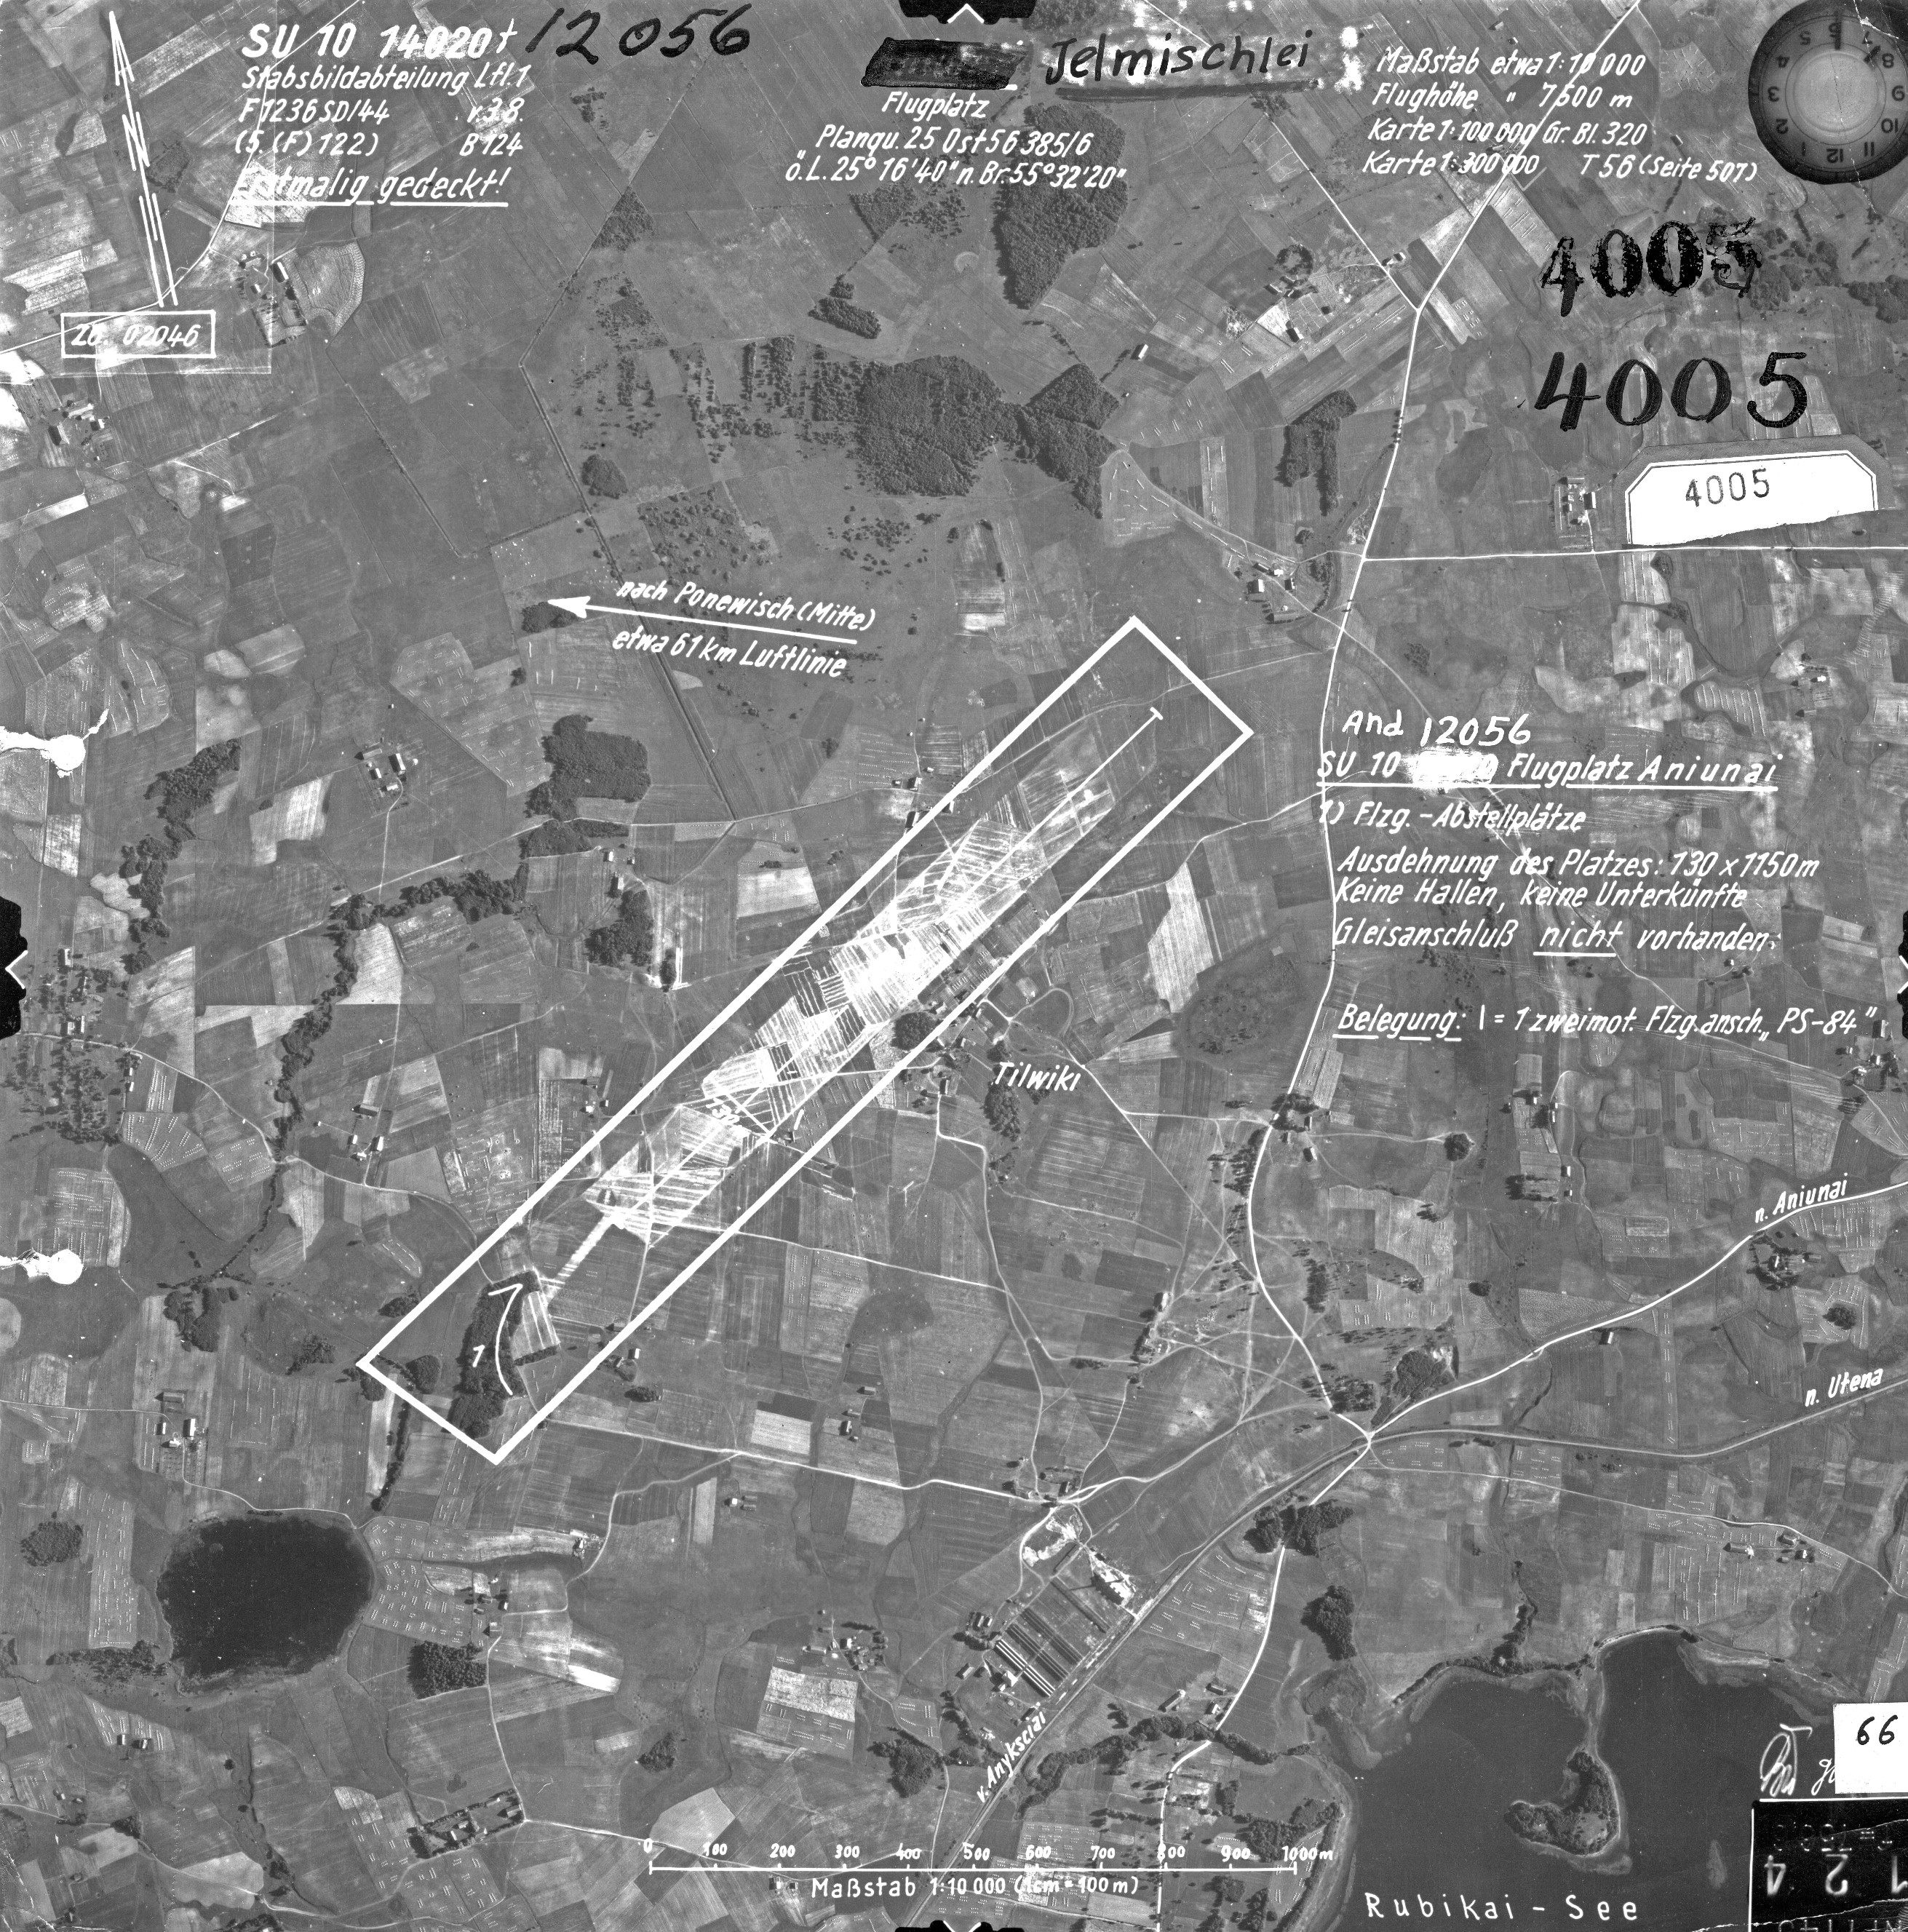 SU 10 14020t 12056
Stabsbildabteilung Lfl.1
F 1236 SD/44 v.3.8.
(5.(F) 122) B 124
Erstmalig gedeckt!
N
Zu. 02046
Jelmischlei
Flugplatz
Planqu. 25 Ost 56 385/6
ö.L. 25° 16' 40" n. Br. 55° 32' 20"
Maßstab etwa 1:10 000
Flughöhe " 7600 m
Karte 1:100 000 Gr. Bl. 320
Karte 1:300 000 T 56 (Seite 507)
4005
4005
4005
nach Ponewisch (Mitte)
etwa 61 km Luftlinie
And 12056
SU 10 Flugplatz Aniunai
1) Flzg.-Abstellplätze
Ausdehnung des Platzes: 130 x 1150 m
Keine Hallen, keine Unterkünfte
Gleisanschluß nicht vorhanden.
Belegung: I = 1 zweimot. Flzg. ansch. „PS-84"
Tilwiki
130
1
n. Aniunai
n. Utena
v. Anyksciai
66
0 100 200 300 400 500 600 700 800 900 1000 m
Maßstab 1:10 000 (1cm = 100 m)
Rubikai - See
124